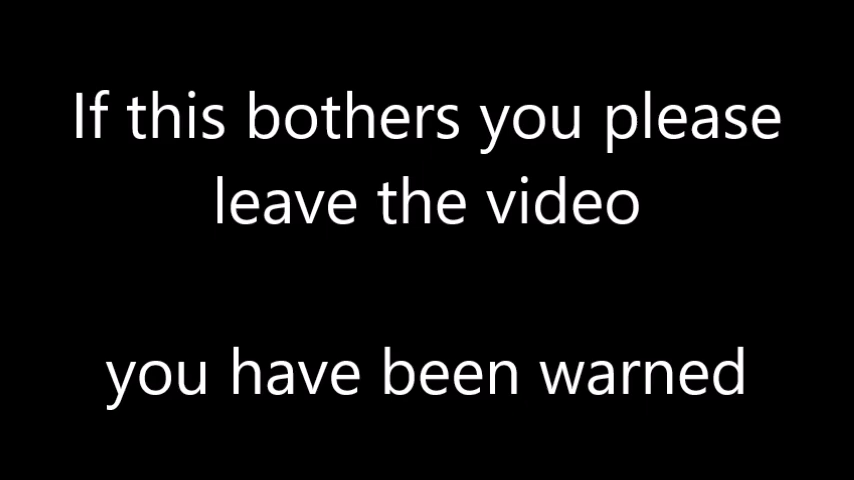 If this bothers you please
leave the video
you have been warned